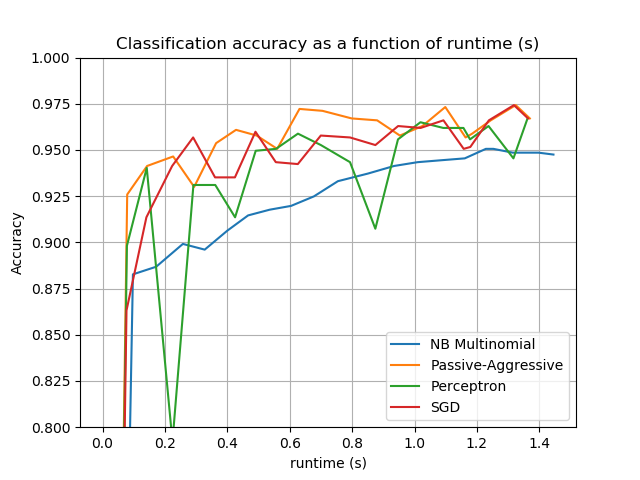 Classification accuracy as a function of runtime (s)
1.000
0.975
0.950
0.925
0.900
0.875
0.850
0.825
0.800
Accuracy
NB Multinomial
Passive-Aggressive
Perceptron
SGD
0.0 0.2 0.4 0.6 0.8 1.0 1.2 1.4
runtime (s)